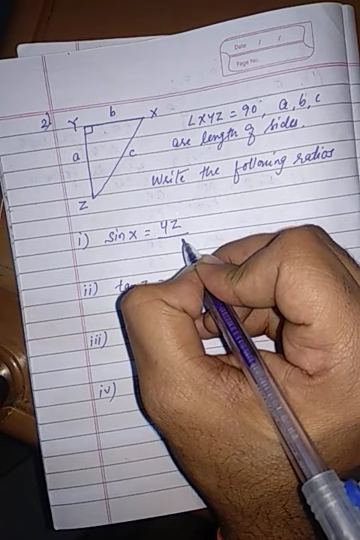 Date / /
Page No.
2)
Y b X
a c
Z
∠XYZ = 90°, a, b, c
are length of sides.
Write the following ratios
i) sin X = YZ
ii) tan Z =
iii)
iv)